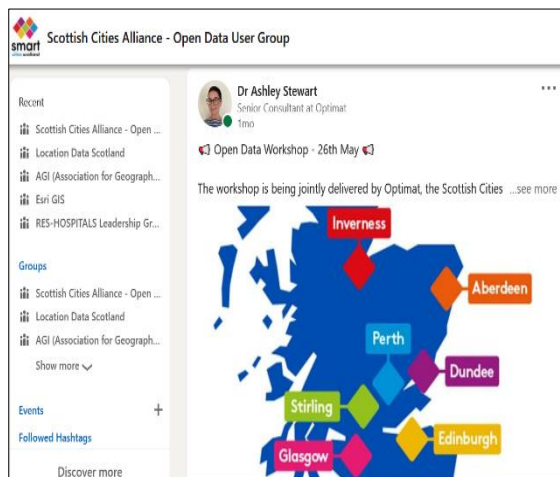 smart
Scottish Cities Alliance - Open Data User Group
Recent
Scottish Cities Alliance - Open ...
Location Data Scotland
AGI (Association for Geograph...
Esri GIS
RES-HOSPITALS Leadership Gr...
Groups
Scottish Cities Alliance - Open ...
Location Data Scotland
AGI (Association for Geograph...
Show more
Events +
Followed Hashtags
Discover more
Dr Ashley Stewart
Senior Consultant at Optimat
1mo
Open Data Workshop - 26th May
The workshop is being jointly delivered by Optimat, the Scottish Cities ...see more
Inverness
Aberdeen
Perth
Dundee
Stirling
Edinburgh
Glasgow